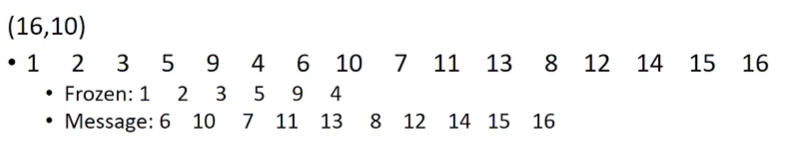 (16,10)
• 1 2 3 5 9 4 6 10 7 11 13 8 12 14 15 16
• Frozen: 1 2 3 5 9 4
• Message: 6 10 7 11 13 8 12 14 15 16